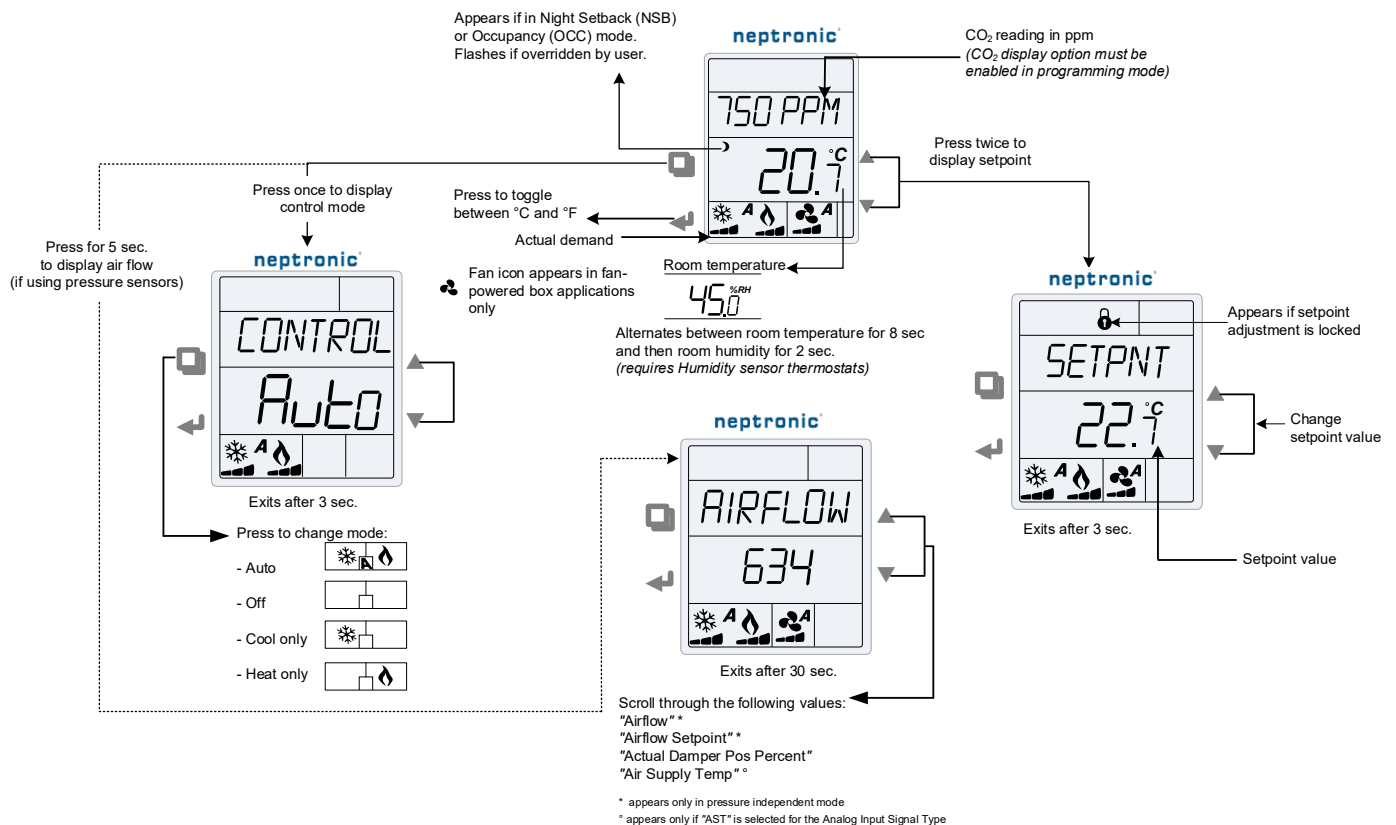 Appears if in Night Setback (NSB)
or Occupancy (OCC) mode.
Flashes if overridden by user.
neptronic
CO₂ reading in ppm
(CO₂ display option must be
enabled in programming mode)
750 PPM
20.7 °C
A
A
Press twice to
display setpoint
Press once to display
control mode
Press to toggle
between °C and °F
Actual demand
Press for 5 sec.
to display air flow
(if using pressure sensors)
Fan icon appears in fan-
powered box applications
only
Room temperature
45.0 %RH
Alternates between room temperature for 8 sec
and then room humidity for 2 sec.
(requires Humidity sensor thermostats)
neptronic
CONTROL
Auto
A
Exits after 3 sec.
Press to change mode:
- Auto
A
- Off
- Cool only
- Heat only
neptronic
AIRFLOW
634
A
A
Exits after 30 sec.
Scroll through the following values:
"Airflow" *
"Airflow Setpoint" *
"Actual Damper Pos Percent"
"Air Supply Temp" °
* appears only in pressure independent mode
° appears only if "AST" is selected for the Analog Input Signal Type
neptronic
Appears if setpoint
adjustment is locked
SETPNT
22.7 °C
A
A
Change
setpoint value
Exits after 3 sec.
Setpoint value